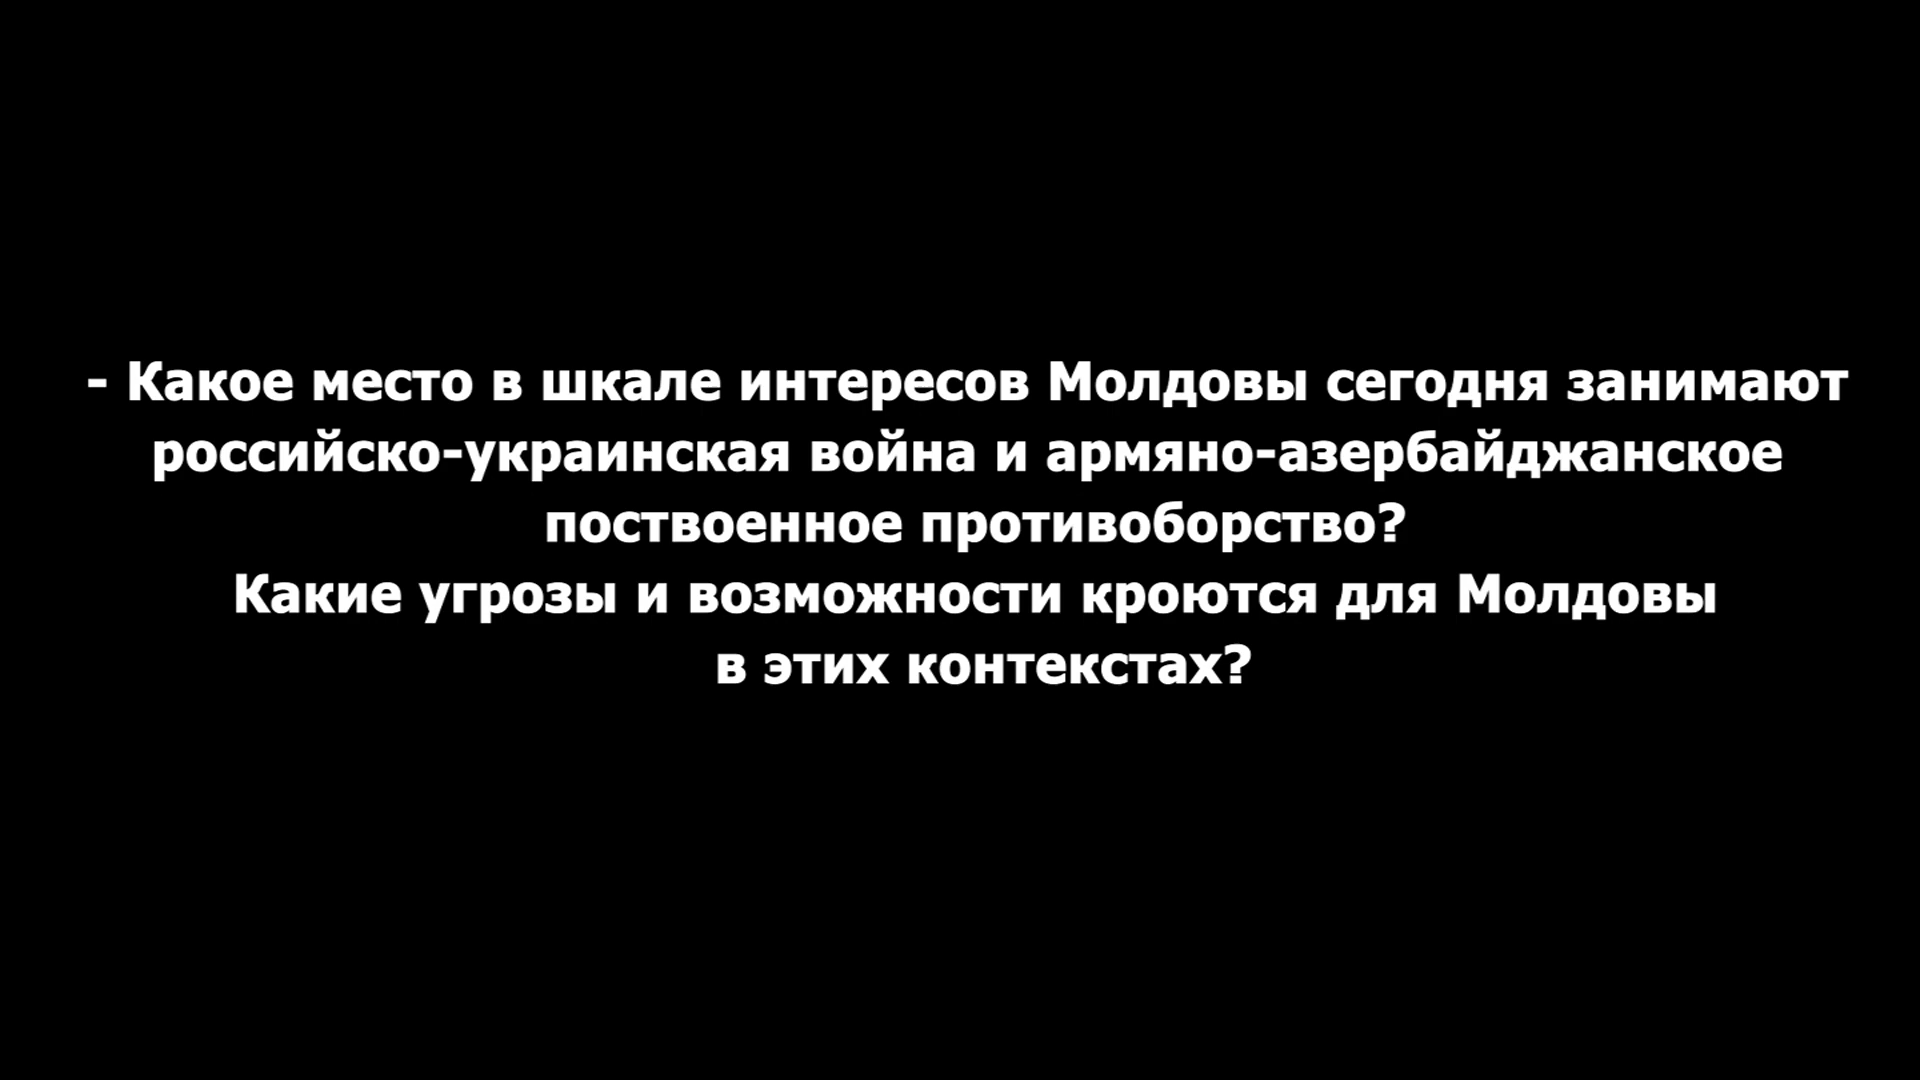 - Какое место в шкале интересов Молдовы сегодня занимают
российско-украинская война и армяно-азербайджанское
поствоенное противоборство?
Какие угрозы и возможности кроются для Молдовы
в этих контекстах?